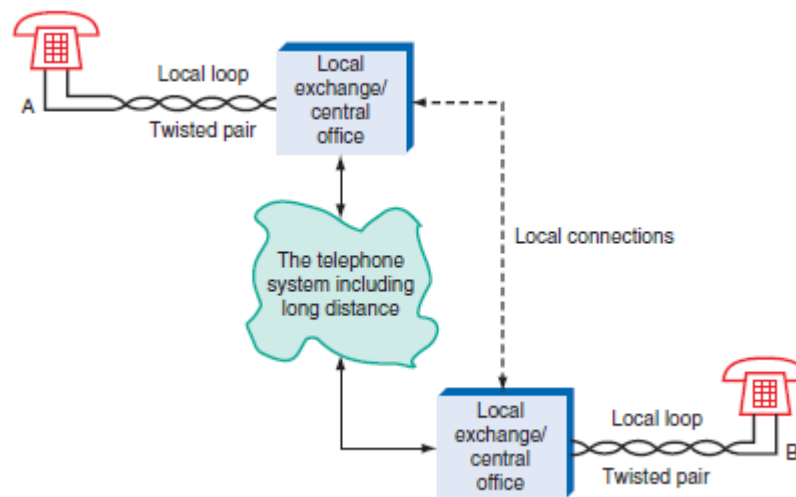 Local loop
A
Twisted pair
Local
exchange/
central
office
Local connections
The telephone
system including
long distance
Local
exchange/
central
office
Local loop
B
Twisted pair